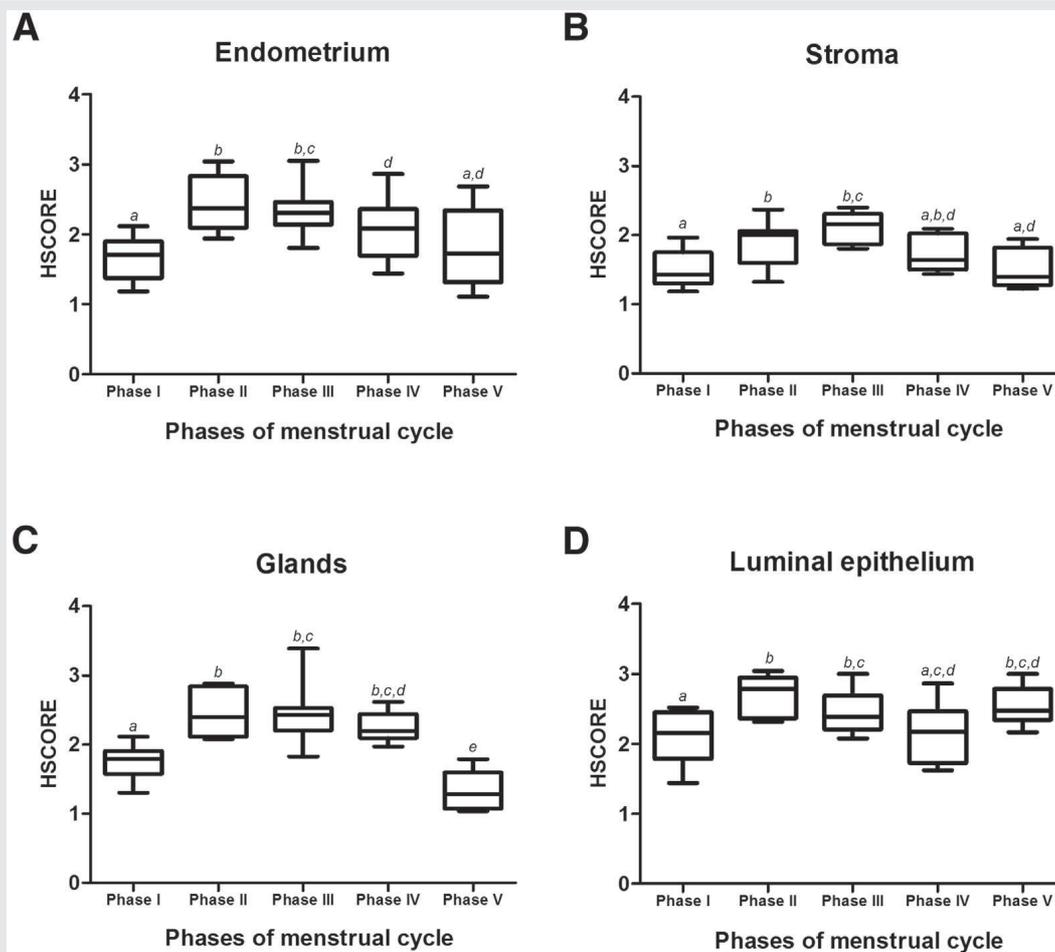 A
Endometrium
HSCORE
4
3
2
1
0
a
b
b,c
d
a,d
Phase I Phase II Phase III Phase IV Phase V
Phases of menstrual cycle
B
Stroma
HSCORE
4
3
2
1
0
a
b
b,c
a,b,d
a,d
Phase I Phase II Phase III Phase IV Phase V
Phases of menstrual cycle
C
Glands
HSCORE
4
3
2
1
0
a
b
b,c
b,c,d
e
Phase I Phase II Phase III Phase IV Phase V
Phases of menstrual cycle
D
Luminal epithelium
HSCORE
4
3
2
1
0
a
b
b,c
a,c,d
b,c,d
Phase I Phase II Phase III Phase IV Phase V
Phases of menstrual cycle